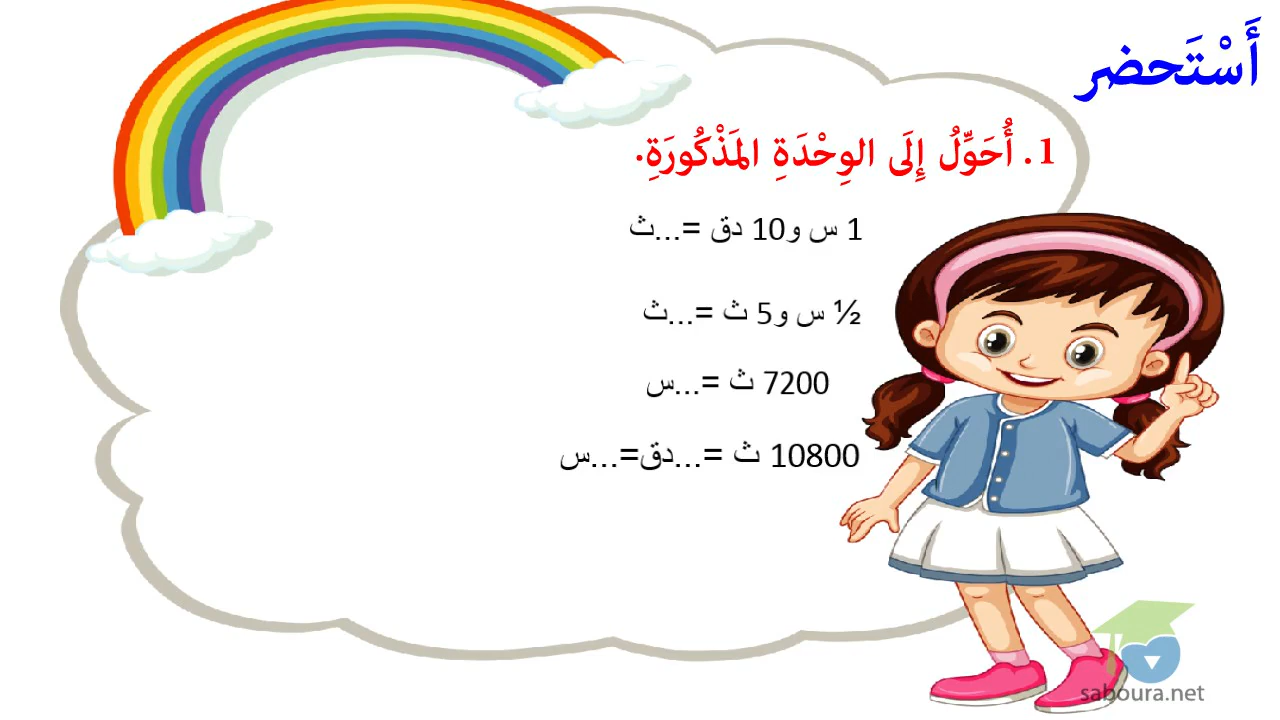 أَسْتَحضر
1. أُحَوِّلُ إِلَى الوِحْدَةِ المَذْكُورَةِ.
1 س و10 دق =...ث
½ س و5 ث =...ث
7200 ث =...س
10800 ث =...دق=...س
saboura.net